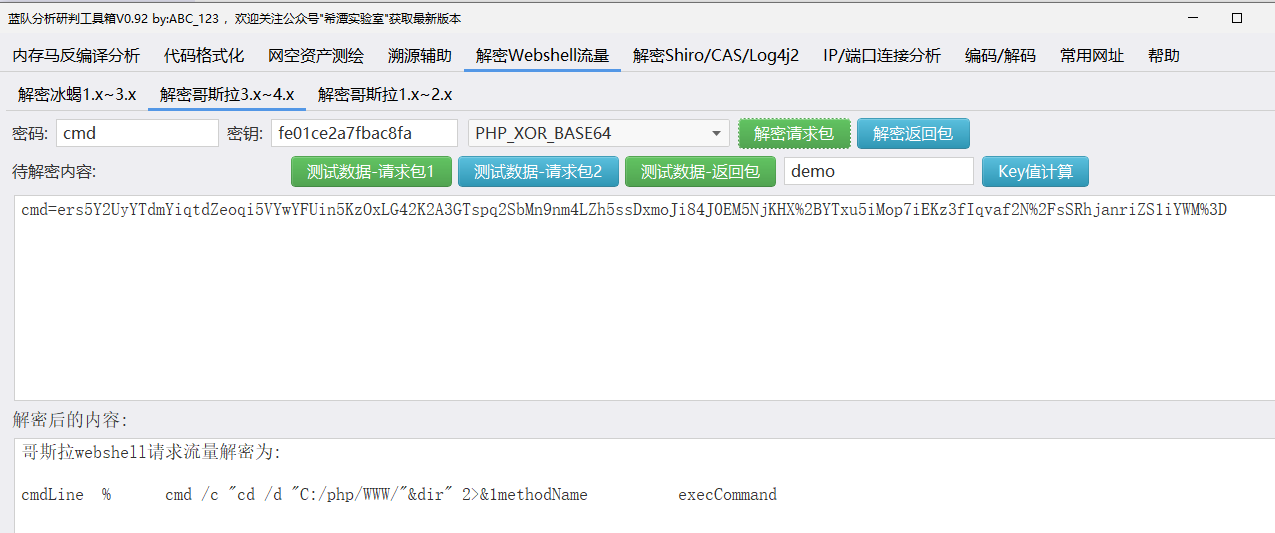 蓝队分析研判工具箱V0.92 by:ABC_123 ，欢迎关注公众号"希潭实验室"获取最新版本
内存马反编译分析 代码格式化 网空资产测绘 溯源辅助 解密Webshell流量 解密Shiro/CAS/Log4j2 IP/端口连接分析 编码/解码 常用网址 帮助
解密冰蝎1.x~3.x 解密哥斯拉3.x~4.x 解密哥斯拉1.x~2.x
密码: cmd 密钥: fe01ce2a7fbac8fa PHP_XOR_BASE64 解密请求包 解密返回包
待解密内容: 测试数据-请求包1 测试数据-请求包2 测试数据-返回包 demo Key值计算
cmd=ers5Y2UyYTdmYiqtdZeoqi5VYwYFUin5KzOxLG42K2A3GTspq2SbMn9nm4LZh5ssDxmoJi84J0EM5NjKHX%2BYTxu5iMop7iEKz3fIqvaf2N%2FsSRhjanriZS1iYWM%3D
解密后的内容:
哥斯拉webshell请求流量解密为:
cmdLine % cmd /c "cd /d "C:/php/WWW/"&dir" 2>&1methodName execCommand